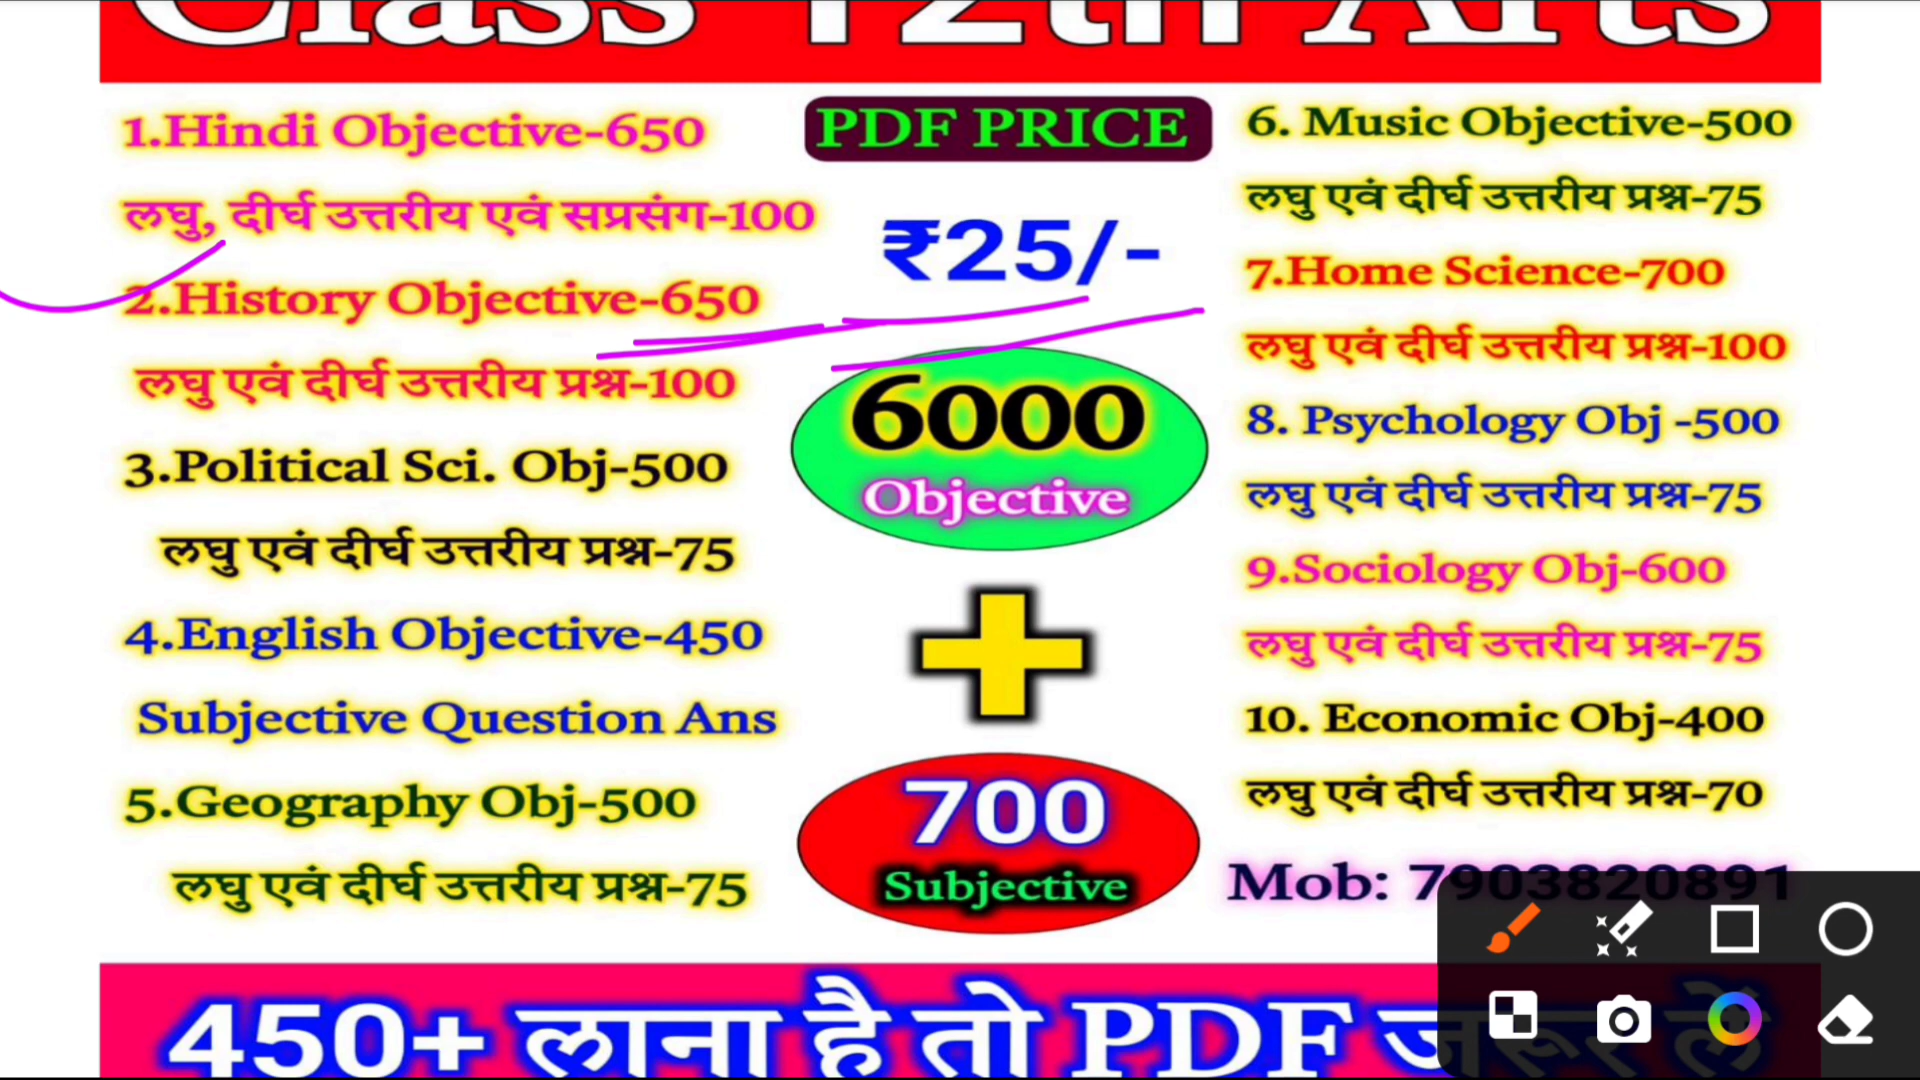 Class 12th Arts
1.Hindi Objective-650
लघु, दीर्घ उत्तरीय एवं सप्रसंग-100
2.History Objective-650
लघु एवं दीर्घ उत्तरीय प्रश्न-100
3.Political Sci. Obj-500
लघु एवं दीर्घ उत्तरीय प्रश्न-75
4.English Objective-450
Subjective Question Ans
5.Geography Obj-500
लघु एवं दीर्घ उत्तरीय प्रश्न-75
PDF PRICE
₹25/-
6000
Objective
700
Subjective
6. Music Objective-500
लघु एवं दीर्घ उत्तरीय प्रश्न-75
7.Home Science-700
लघु एवं दीर्घ उत्तरीय प्रश्न-100
8. Psychology Obj -500
लघु एवं दीर्घ उत्तरीय प्रश्न-75
9.Sociology Obj-600
लघु एवं दीर्घ उत्तरीय प्रश्न-75
10. Economic Obj-400
लघु एवं दीर्घ उत्तरीय प्रश्न-70
Mob: 7903820891
450+ लाना है तो PDF जरूर लें